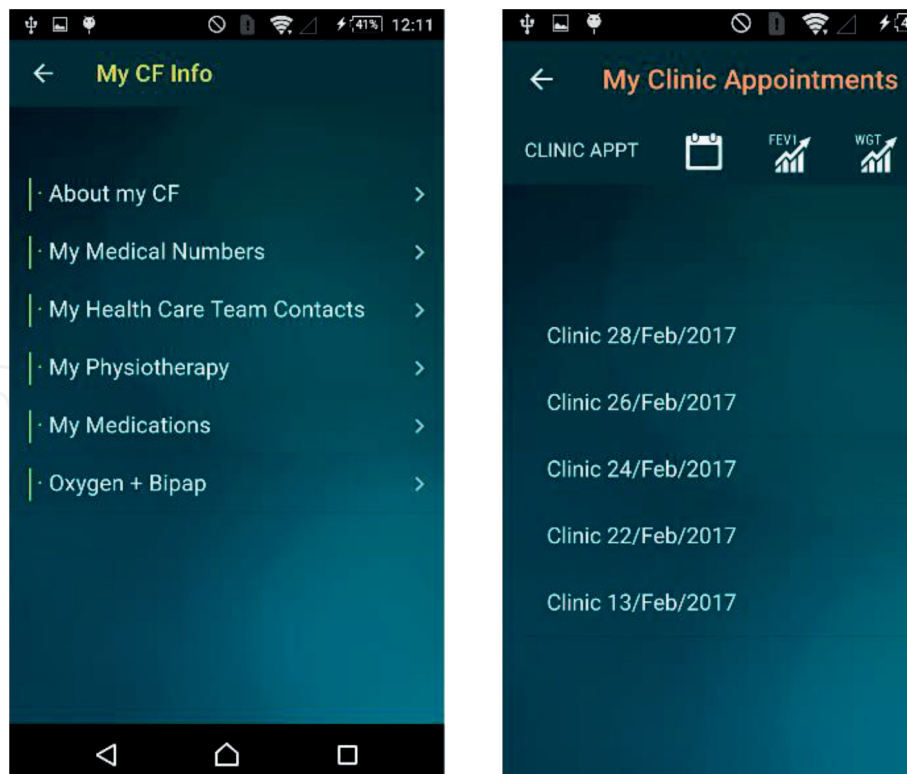 41% 12:11
My CF Info
· About my CF
· My Medical Numbers
· My Health Care Team Contacts
· My Physiotherapy
· My Medications
· Oxygen + Bipap
My Clinic Appointments
CLINIC APPT FEV1 WGT
Clinic 28/Feb/2017
Clinic 26/Feb/2017
Clinic 24/Feb/2017
Clinic 22/Feb/2017
Clinic 13/Feb/2017